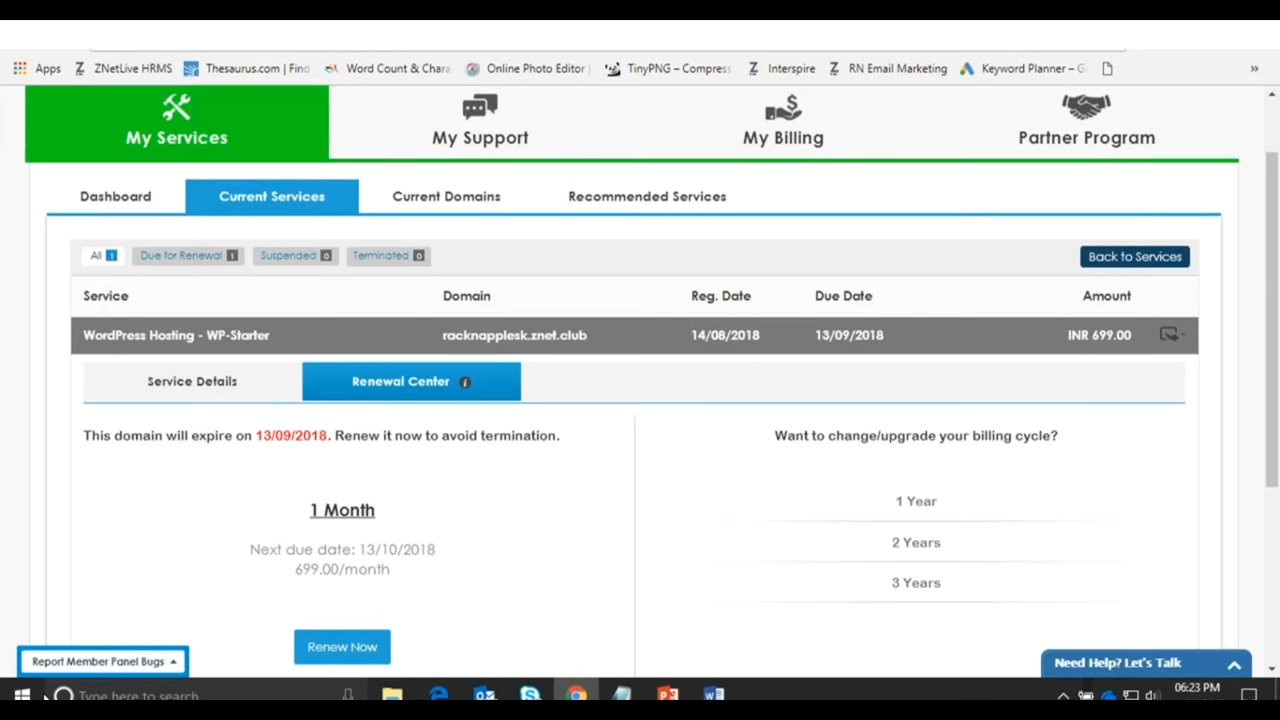 Apps ZNetLive HRMS Thesaurus.com | Find Word Count & Chara Online Photo Editor | TinyPNG – Compress Interspire RN Email Marketing Keyword Planner – G »
My Services My Support My Billing Partner Program
Dashboard Current Services Current Domains Recommended Services
All 1 Due for Renewal 1 Suspended 0 Terminated 0 Back to Services
Service Domain Reg. Date Due Date Amount
WordPress Hosting - WP-Starter racknapplesk.znet.club 14/08/2018 13/09/2018 INR 699.00
Service Details Renewal Center i
This domain will expire on 13/09/2018. Renew it now to avoid termination. Want to change/upgrade your billing cycle?
1 Month
1 Year
Next due date: 13/10/2018
2 Years
699.00/month
3 Years
Renew Now
Report Member Panel Bugs Need Help? Let's Talk
Type here to search 06:23 PM